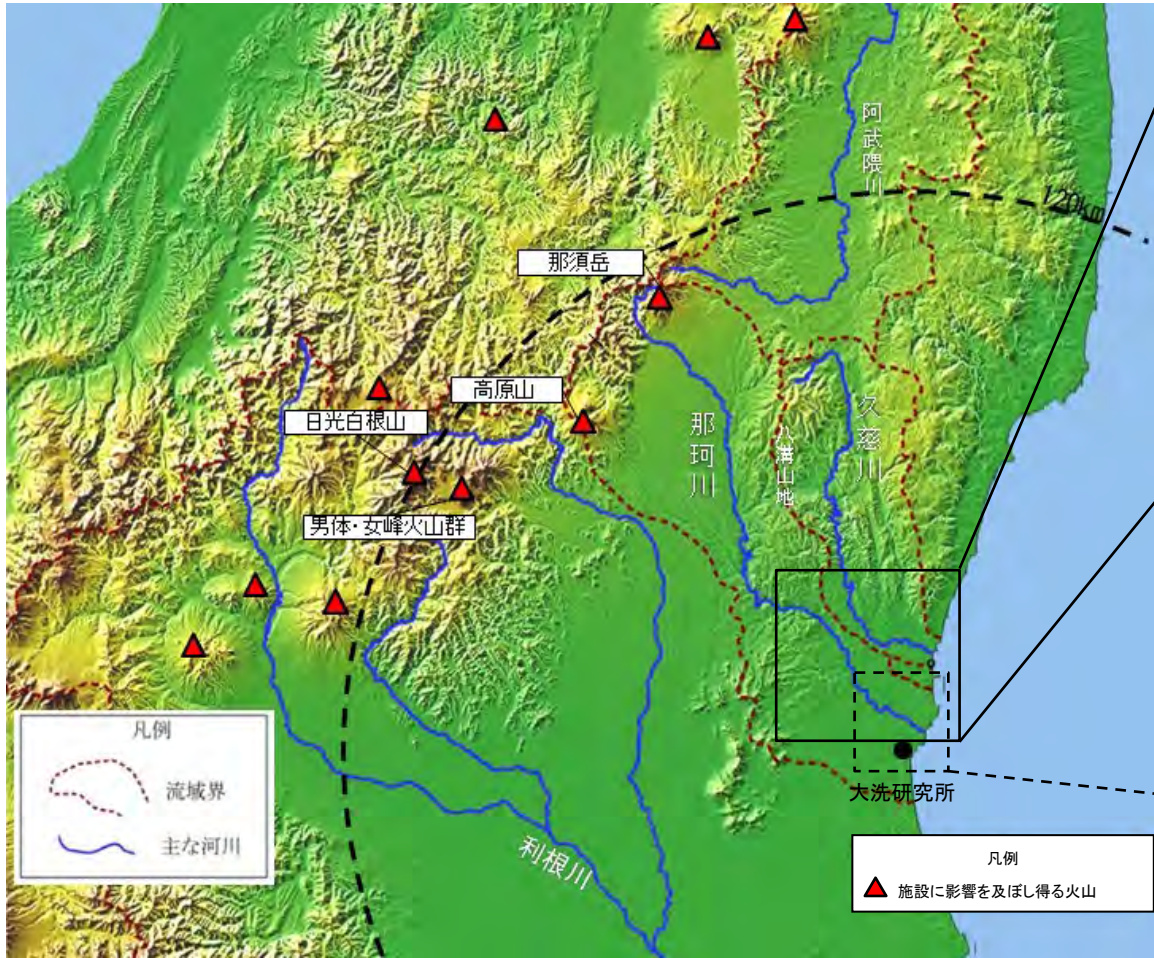 阿武隈川
120km
那須岳
高原山
日光白根山
久慈川
那珂川
八溝山地
男体・女峰火山群
大洗研究所
利根川
凡例
流域界
主な河川
凡例
施設に影響を及ぼし得る火山